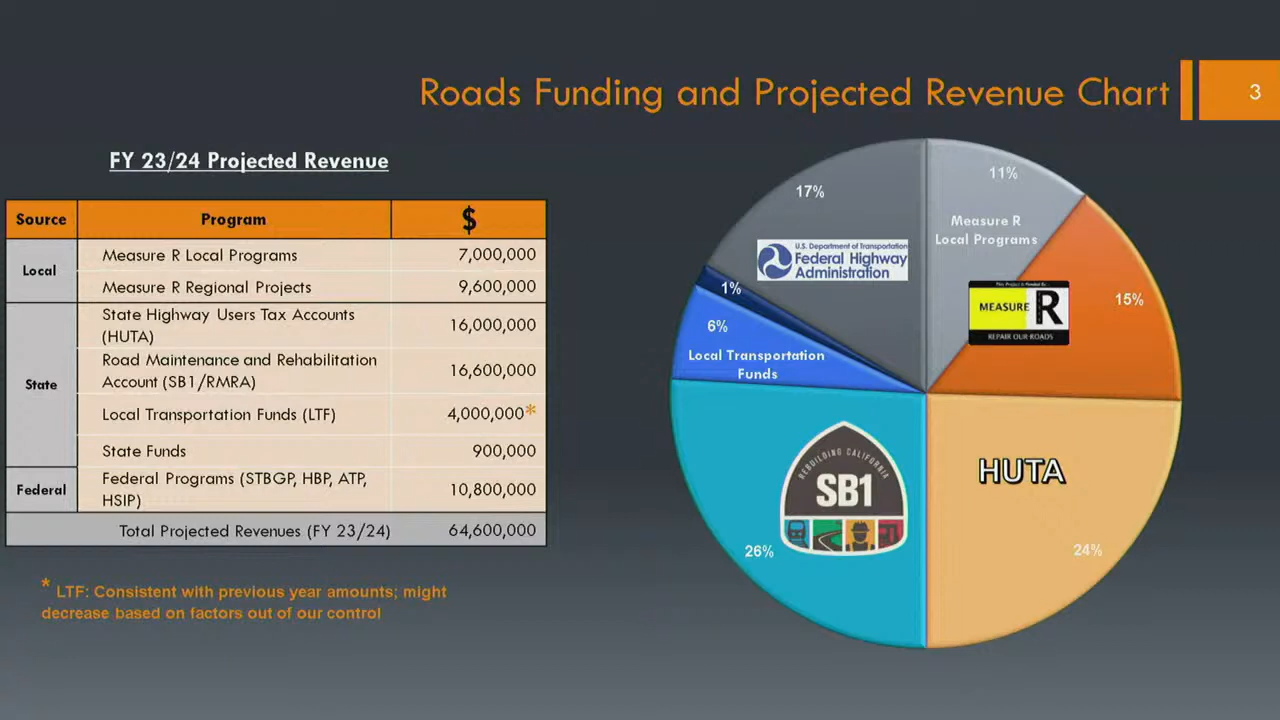 Roads Funding and Projected Revenue Chart
3
FY 23/24 Projected Revenue
Source Program $
Local
Measure R Local Programs 7,000,000
Measure R Regional Projects 9,600,000
State
State Highway Users Tax Accounts
(HUTA) 16,000,000
Road Maintenance and Rehabilitation
Account (SB1/RMRA) 16,600,000
Local Transportation Funds (LTF) 4,000,000*
State Funds 900,000
Federal
Federal Programs (STBGP, HBP, ATP,
HSIP) 10,800,000
Total Projected Revenues (FY 23/24) 64,600,000
* LTF: Consistent with previous year amounts; might
decrease based on factors out of our control
11%
Measure R
Local Programs
15%
This Project is Funded By
MEASURE R
REPAIR OUR ROADS
HUTA
24%
REBUILDING CALIFORNIA
SB1
26%
6%
Local Transportation
Funds
1%
17%
U.S. Department of Transportation
Federal Highway
Administration